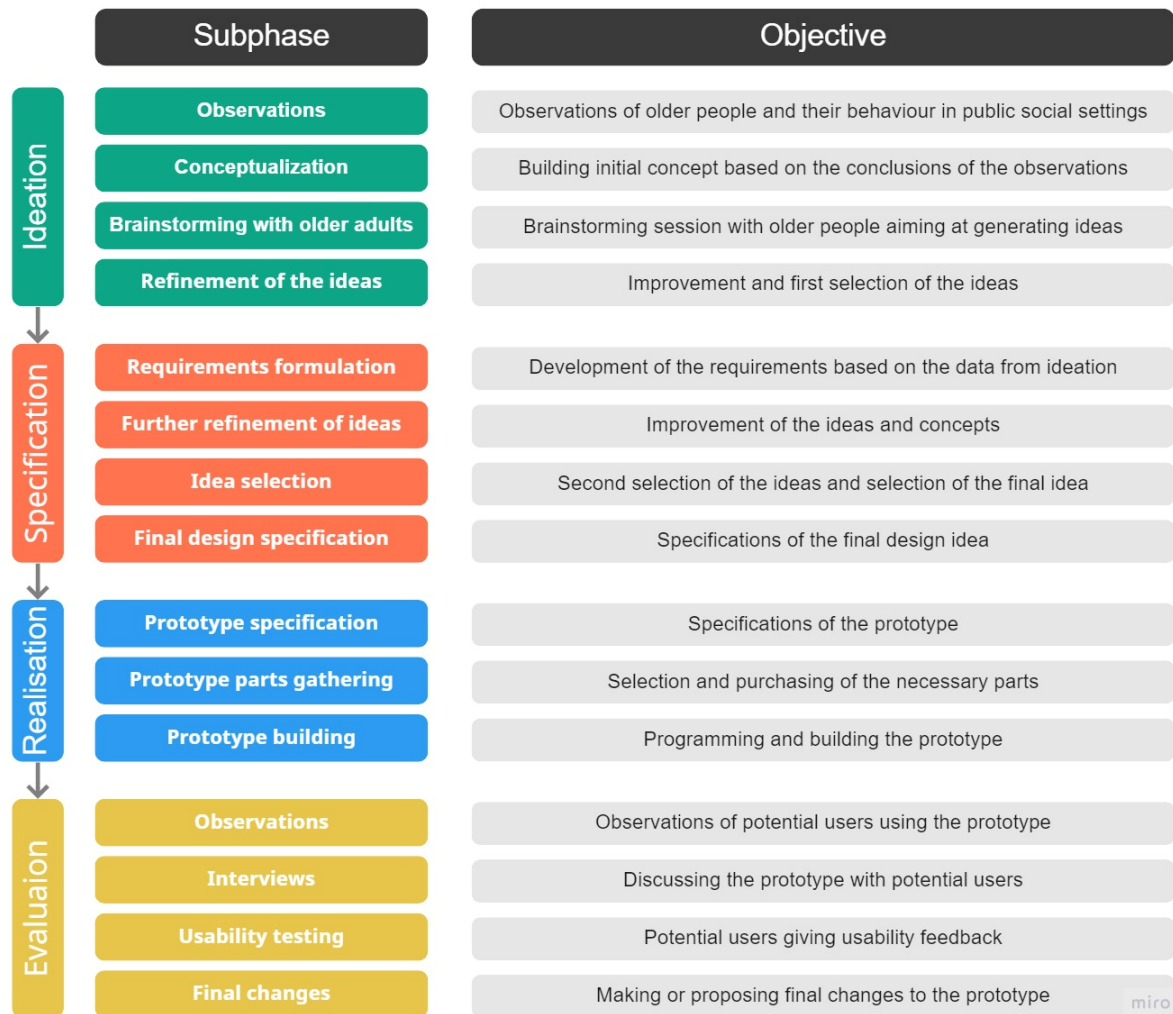 Subphase
Objective
Ideation
Observations
Observations of older people and their behaviour in public social settings
Conceptualization
Building initial concept based on the conclusions of the observations
Brainstorming with older adults
Brainstorming session with older people aiming at generating ideas
Refinement of the ideas
Improvement and first selection of the ideas
Specification
Requirements formulation
Development of the requirements based on the data from ideation
Further refinement of ideas
Improvement of the ideas and concepts
Idea selection
Second selection of the ideas and selection of the final idea
Final design specification
Specifications of the final design idea
Realisation
Prototype specification
Specifications of the prototype
Prototype parts gathering
Selection and purchasing of the necessary parts
Prototype building
Programming and building the prototype
Evaluaion
Observations
Observations of potential users using the prototype
Interviews
Discussing the prototype with potential users
Usability testing
Potential users giving usability feedback
Final changes
Making or proposing final changes to the prototype
miro